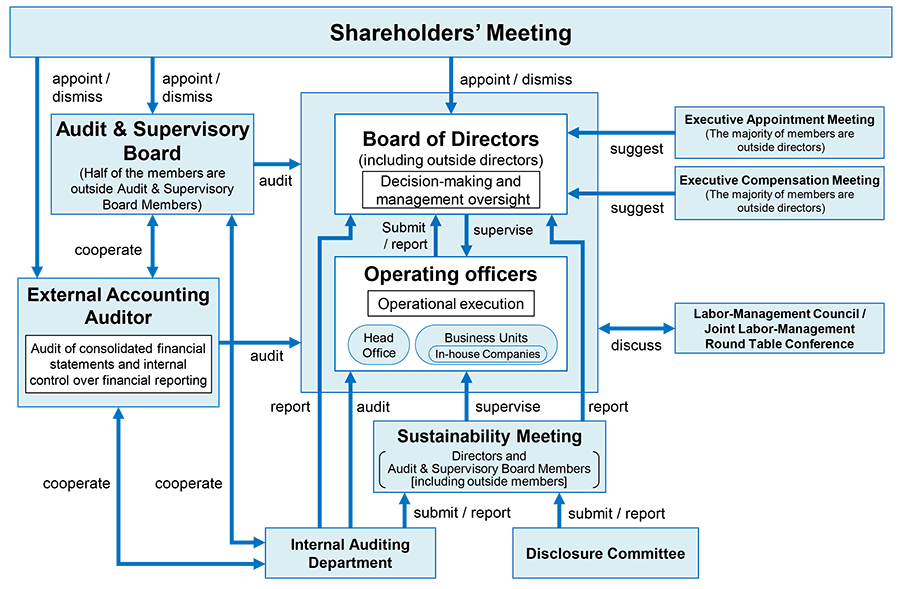 Shareholders’ Meeting
appoint /
dismiss
appoint /
dismiss
appoint / dismiss
Audit & Supervisory
Board
(Half of the members are
outside Audit & Supervisory
Board Members)
audit
Board of Directors
(including outside directors)
Decision-making and
management oversight
Executive Appointment Meeting
(The majority of members are
outside directors)
suggest
Executive Compensation Meeting
(The majority of members are
outside directors)
suggest
cooperate
Submit
/ report
supervise
External Accounting
Auditor
Audit of consolidated financial
statements and internal
control over financial reporting
audit
Operating officers
Operational execution
Head
Office
Business Units
In-house Companies
Labor-Management Council /
Joint Labor-Management
Round Table Conference
discuss
report
audit
supervise
report
Sustainability Meeting
Directors and
Audit & Supervisory Board Members
[including outside members]
cooperate
cooperate
submit / report
submit / report
Internal Auditing
Department
Disclosure Committee